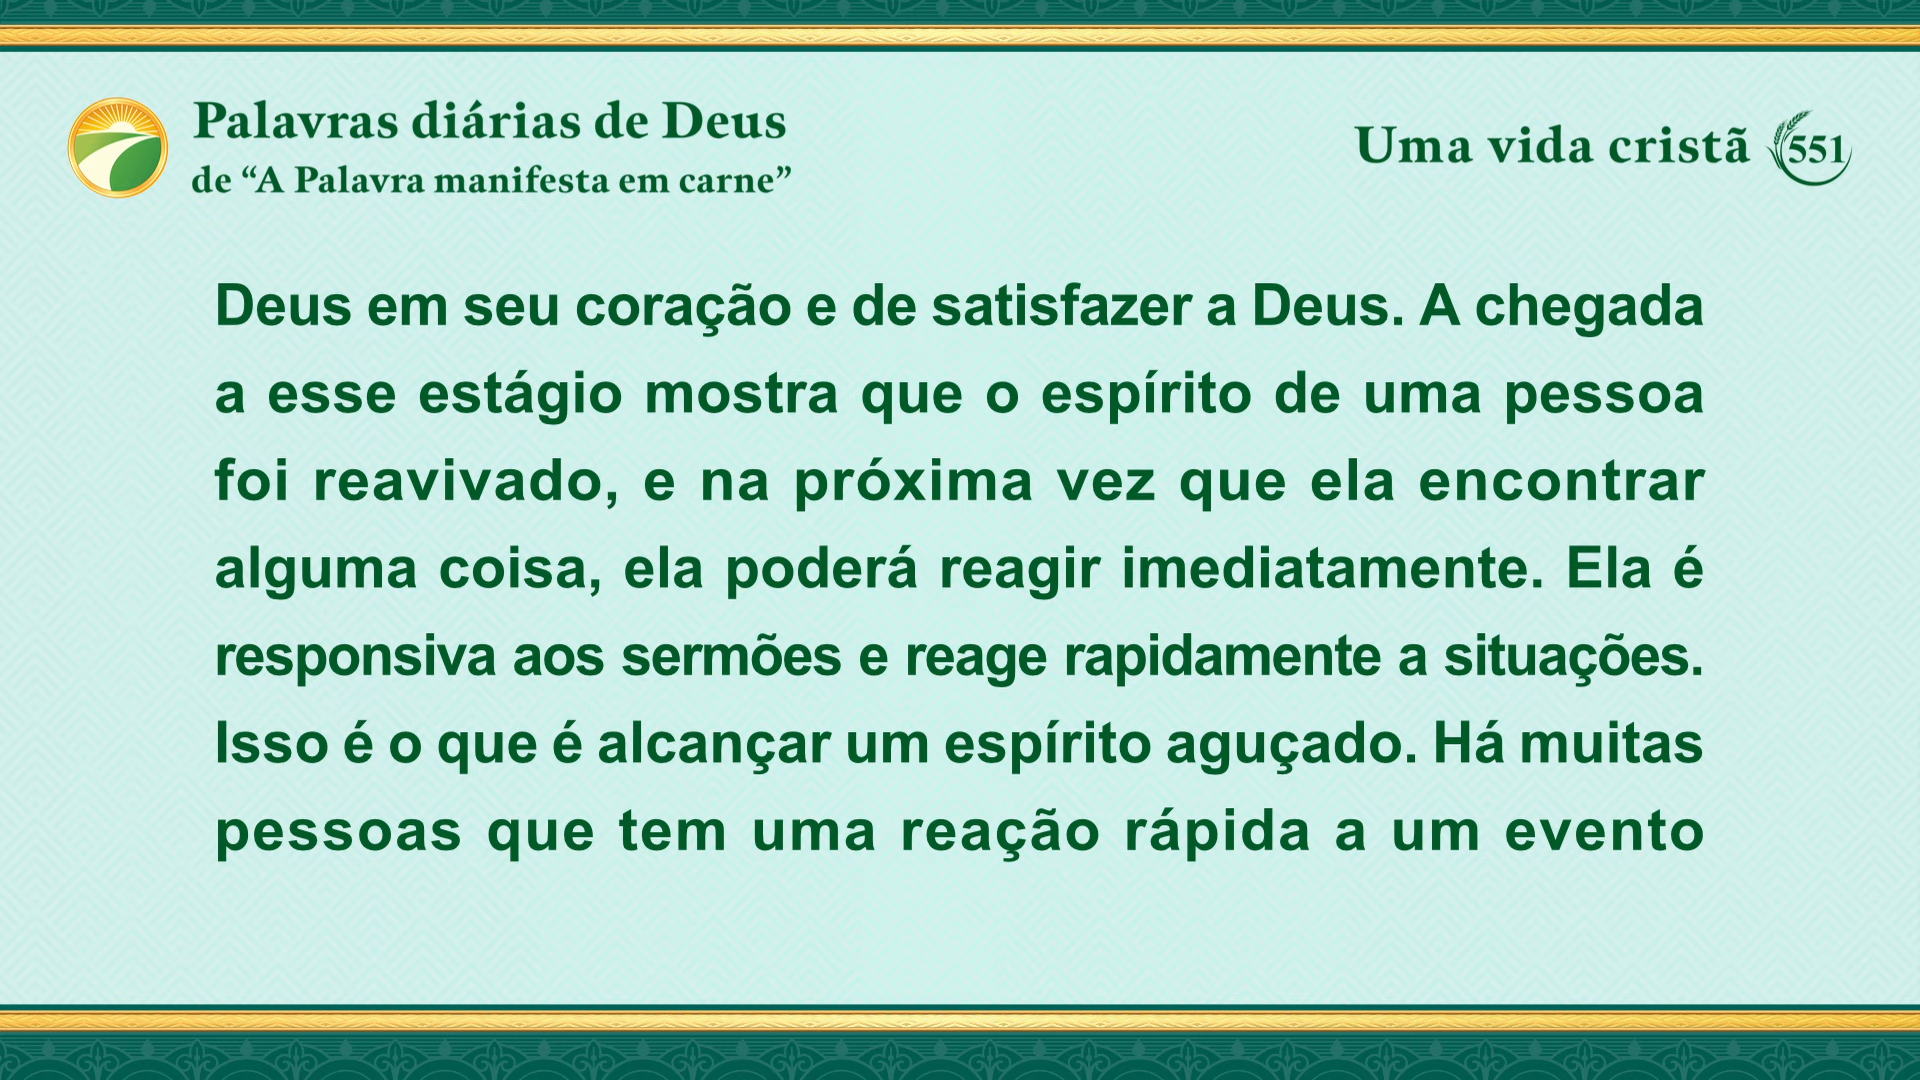 Palavras diárias de Deus
de “A Palavra manifesta em carne”
Uma vida cristã 551
Deus em seu coração e de satisfazer a Deus. A chegada
a esse estágio mostra que o espírito de uma pessoa
foi reavivado, e na próxima vez que ela encontrar
alguma coisa, ela poderá reagir imediatamente. Ela é
responsiva aos sermões e reage rapidamente a situações.
Isso é o que é alcançar um espírito aguçado. Há muitas
pessoas que tem uma reação rápida a um evento